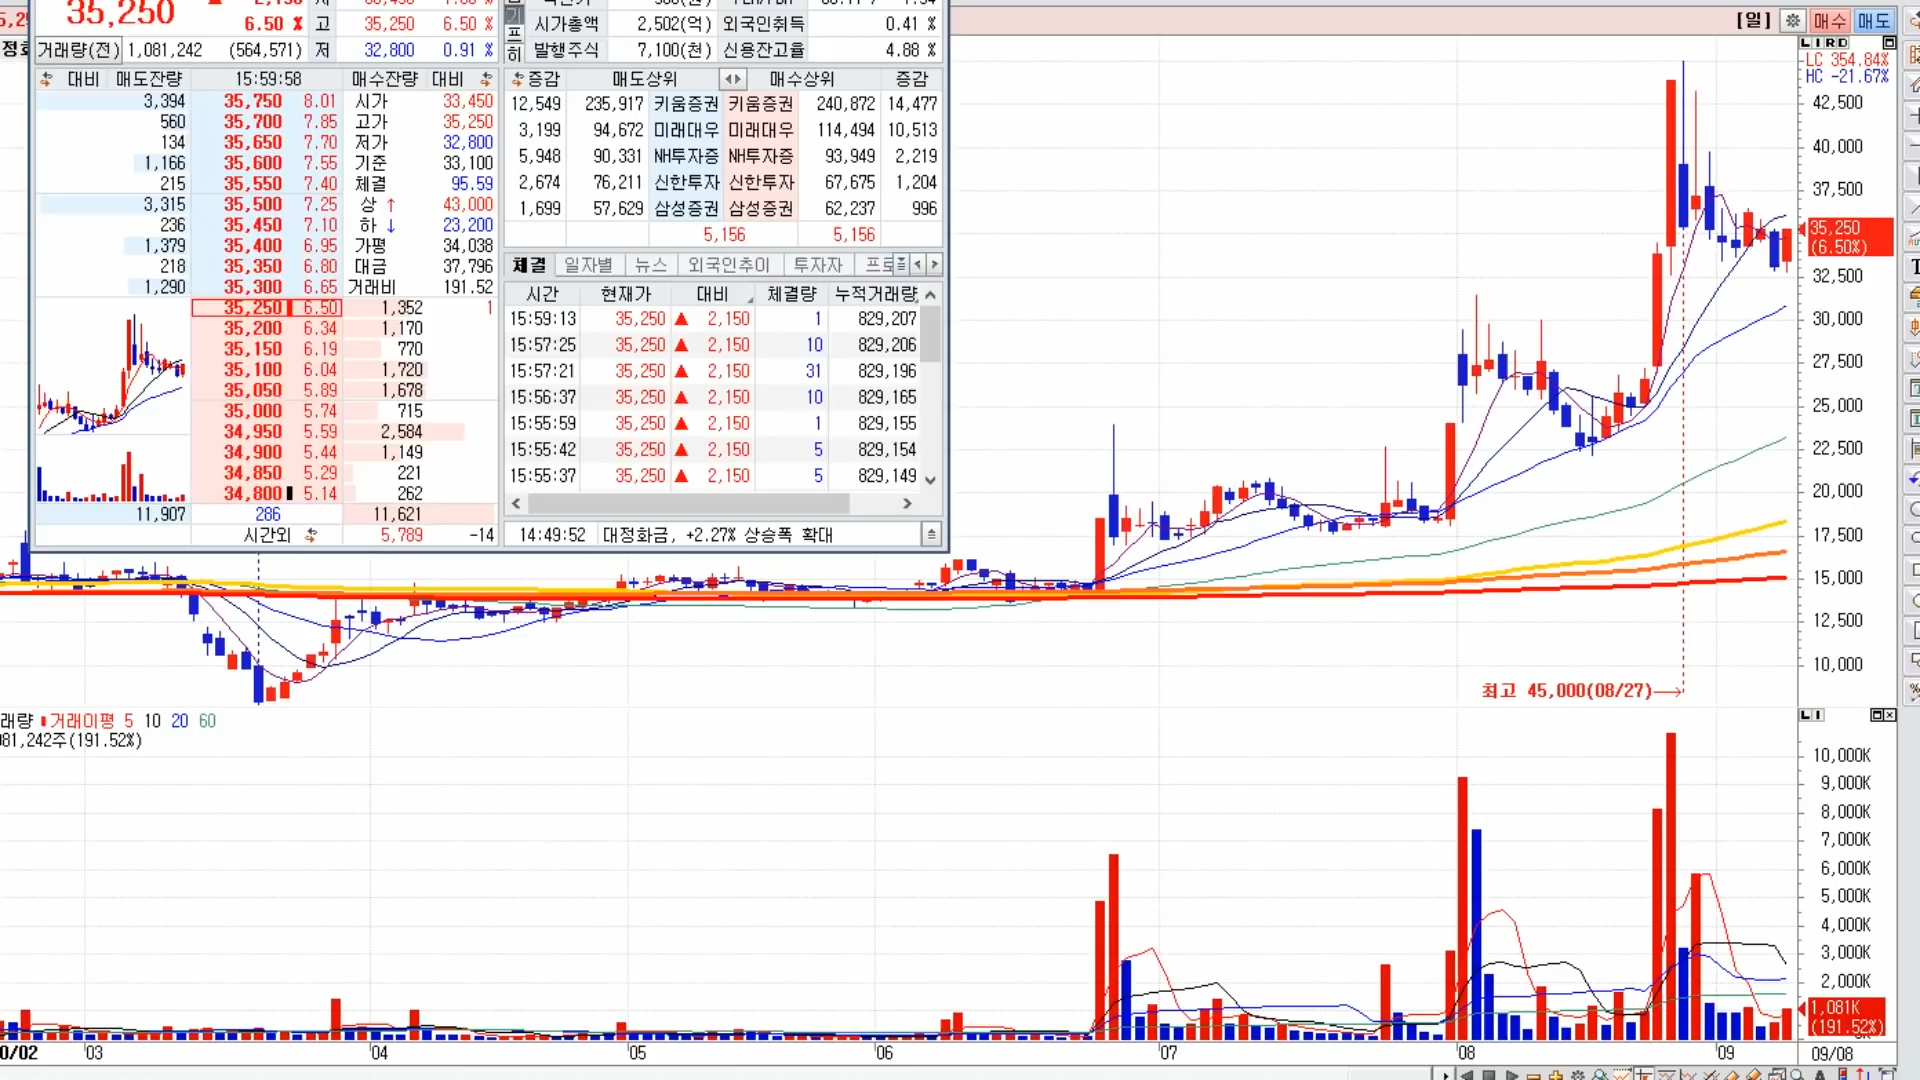 35,250
6.50 %
고 35,250 6.50 %
거래량(전) 1,081,242 (564,571) 저 32,800 0.91 %
시가총액 2,502(억) 외국인취득 0.41 %
발행주식 7,100(천) 신용잔고율 4.88 %
대비 매도잔량 15:59:58 매수잔량 대비
3,394 35,750 8.01 시가 33,450
560 35,700 7.85 고가 35,250
134 35,650 7.70 저가 32,800
1,166 35,600 7.55 기준 33,100
215 35,550 7.40 체결 95.59
3,315 35,500 7.25 상 ↑ 43,000
236 35,450 7.10 하 ↓ 23,200
1,379 35,400 6.95 가평 34,038
218 35,350 6.80 대금 37,796
1,290 35,300 6.65 거래비 191.52
35,250 6.50 1,352 1
35,200 6.34 1,170
35,150 6.19 770
35,100 6.04 1,720
35,050 5.89 1,678
35,000 5.74 715
34,950 5.59 2,584
34,900 5.44 1,149
34,850 5.29 221
34,800 5.14 262
11,907 286 11,621
시간외 5,789 -14
증감 매도상위 매수상위 증감
12,549 235,917 키움증권 키움증권 240,872 14,477
3,199 94,672 미래대우 미래대우 114,494 10,513
5,948 90,331 NH투자증 NH투자증 93,949 2,219
2,674 76,211 신한투자 신한투자 67,675 1,204
1,699 57,629 삼성증권 삼성증권 62,237 996
5,156 5,156
체결 일자별 뉴스 외국인추이 투자자 프로
시간 현재가 대비 체결량 누적거래량
15:59:13 35,250 ▲ 2,150 1 829,207
15:57:25 35,250 ▲ 2,150 10 829,206
15:57:21 35,250 ▲ 2,150 31 829,196
15:56:37 35,250 ▲ 2,150 10 829,165
15:55:59 35,250 ▲ 2,150 1 829,155
15:55:42 35,250 ▲ 2,150 5 829,154
15:55:37 35,250 ▲ 2,150 5 829,149
14:49:52 대정화금, +2.27% 상승폭 확대
[일] 매수 매도
L I R D
LC 354.84%
HC -21.67%
42,500
40,000
37,500
35,250
(6.50%)
32,500
30,000
27,500
25,000
22,500
20,000
17,500
15,000
12,500
10,000
최고 45,000(08/27)→
래량 거래이평 5 10 20 60
081,242주(191.52%)
L I
10,000K
9,000K
8,000K
7,000K
6,000K
5,000K
4,000K
3,000K
2,000K
1,081K
(191.52%)
0/02 03 04 05 06 07 08 09 09/08